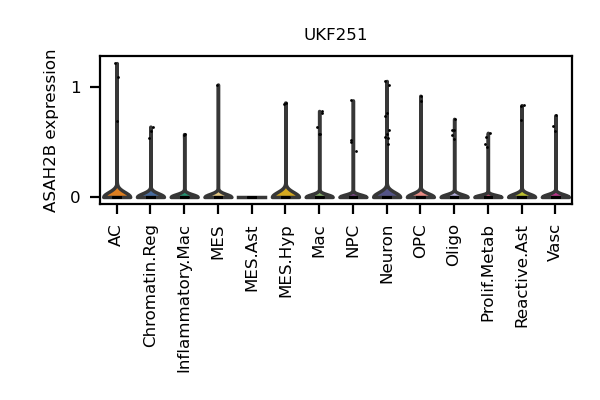 UKF251
ASAH2B expression
1
0
AC
Chromatin.Reg
Inflammatory.Mac
MES
MES.Ast
MES.Hyp
Mac
NPC
Neuron
OPC
Oligo
Prolif.Metab
Reactive.Ast
Vasc